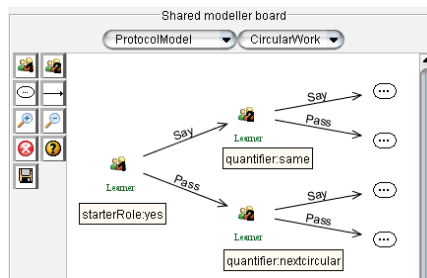 Shared modeller board
ProtocolModel
CircularWork
Say
Pass
Learner
starterRole:yes
Say
Pass
Learner
quantifier:same
Say
Pass
Learner
quantifier:nextcircular